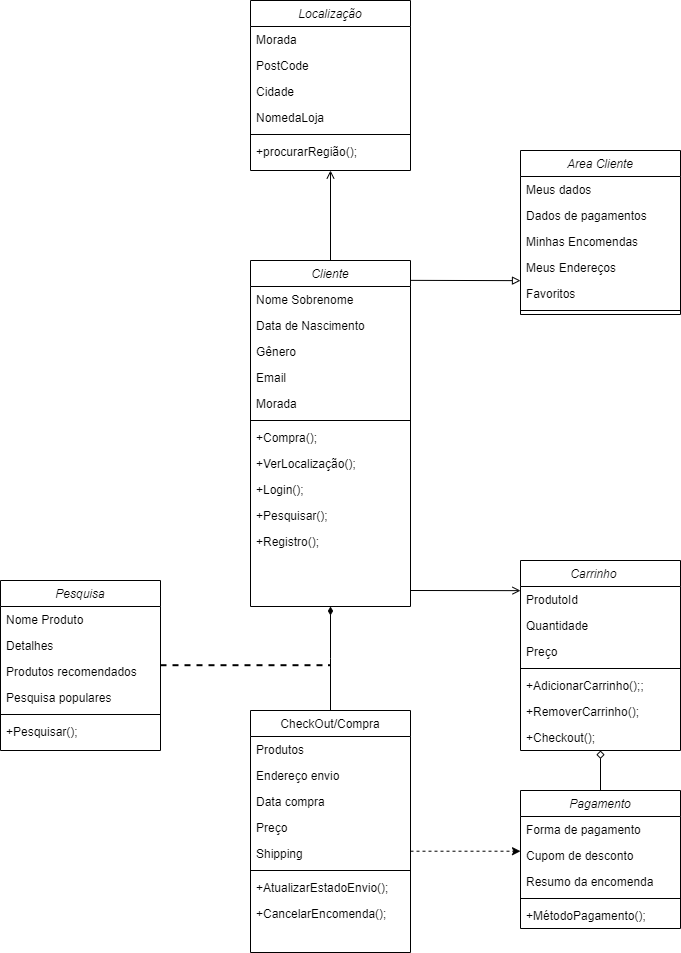 Localização
Morada
PostCode
Cidade
NomedaLoja
+procurarRegião();
Area Cliente
Meus dados
Dados de pagamentos
Minhas Encomendas
Meus Endereços
Favoritos
Cliente
Nome Sobrenome
Data de Nascimento
Gênero
Email
Morada
+Compra();
+VerLocalização();
+Login();
+Pesquisar();
+Registro();
Carrinho
ProdutoId
Quantidade
Preço
+AdicionarCarrinho();;
+RemoverCarrinho();
+Checkout();
Pesquisa
Nome Produto
Detalhes
Produtos recomendados
Pesquisa populares
+Pesquisar();
CheckOut/Compra
Produtos
Endereço envio
Data compra
Preço
Shipping
+AtualizarEstadoEnvio();
+CancelarEncomenda();
Pagamento
Forma de pagamento
Cupom de desconto
Resumo da encomenda
+MétodoPagamento();